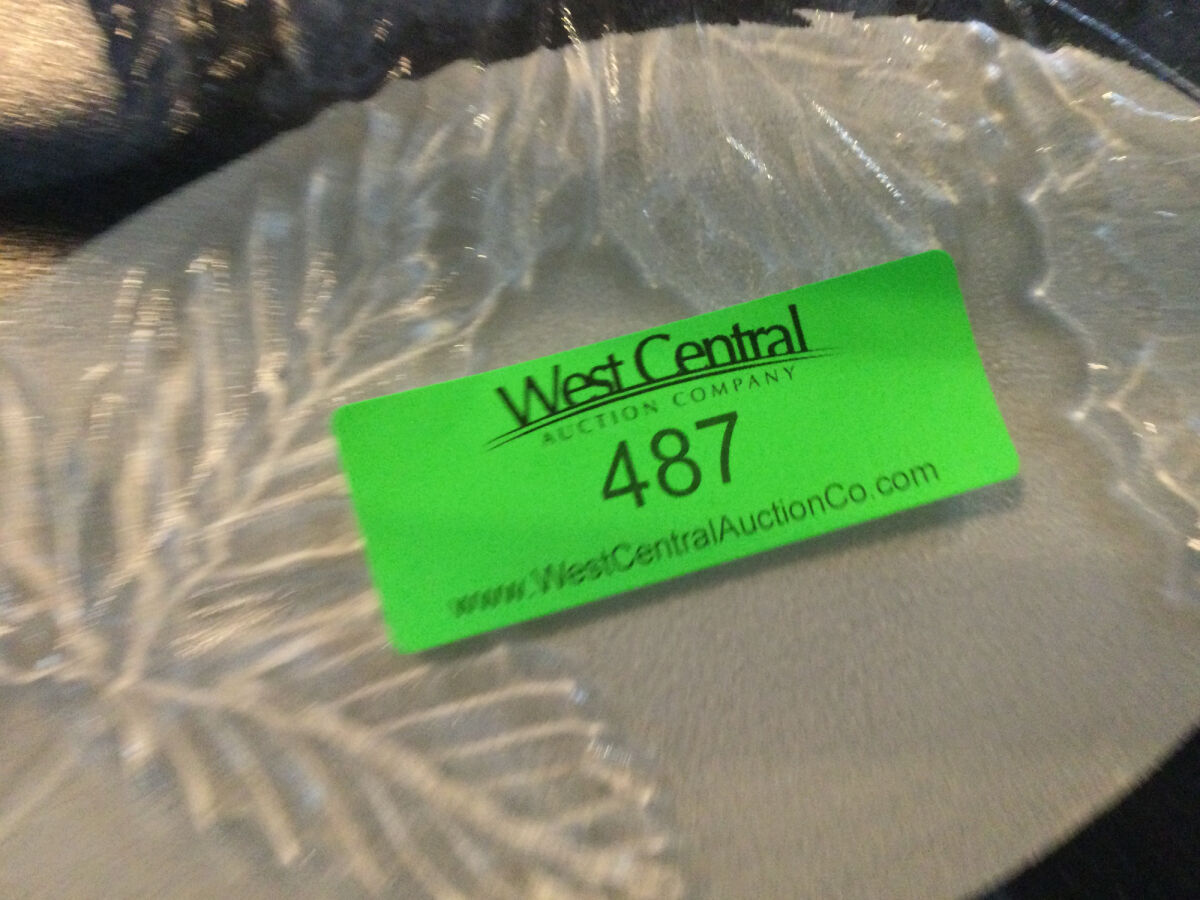 West Central
AUCTION COMPANY
487
www.WestCentralAuctionCo.com